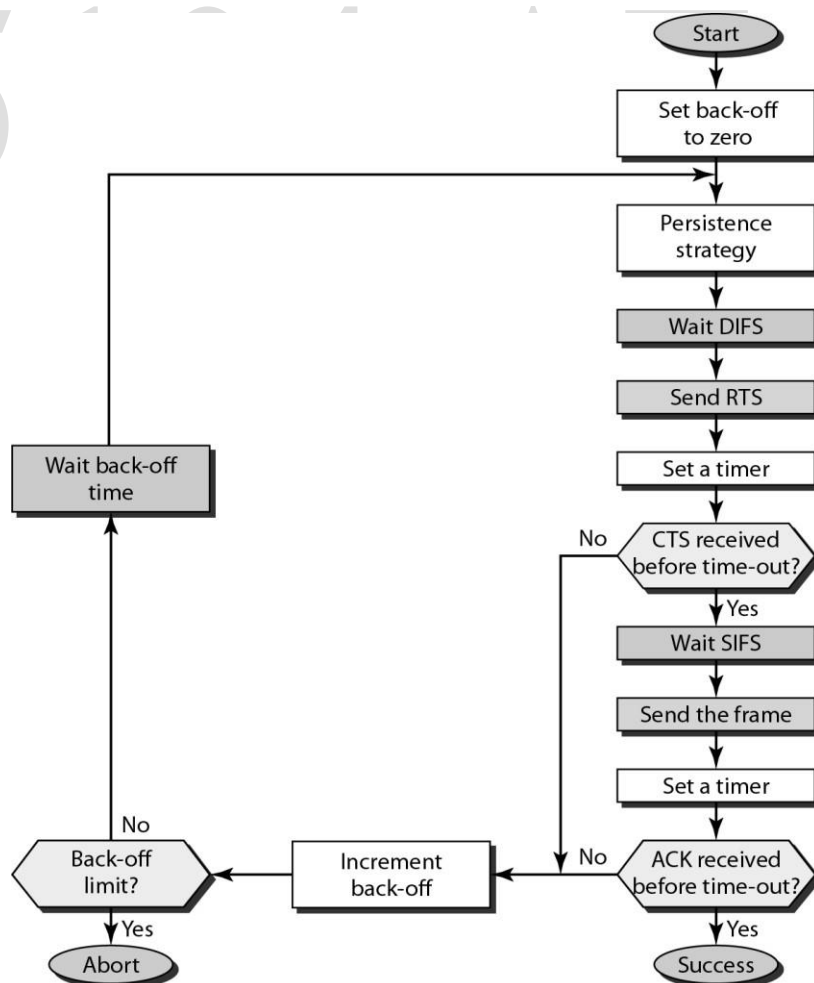 Start
Set back-off
to zero
Persistence
strategy
Wait DIFS
Send RTS
Wait back-off
time
Set a timer
No
CTS received
before time-out?
Yes
Wait SIFS
Send the frame
Set a timer
No
Back-off
limit?
Increment
back-off
No
ACK received
before time-out?
Yes
Abort
Yes
Success